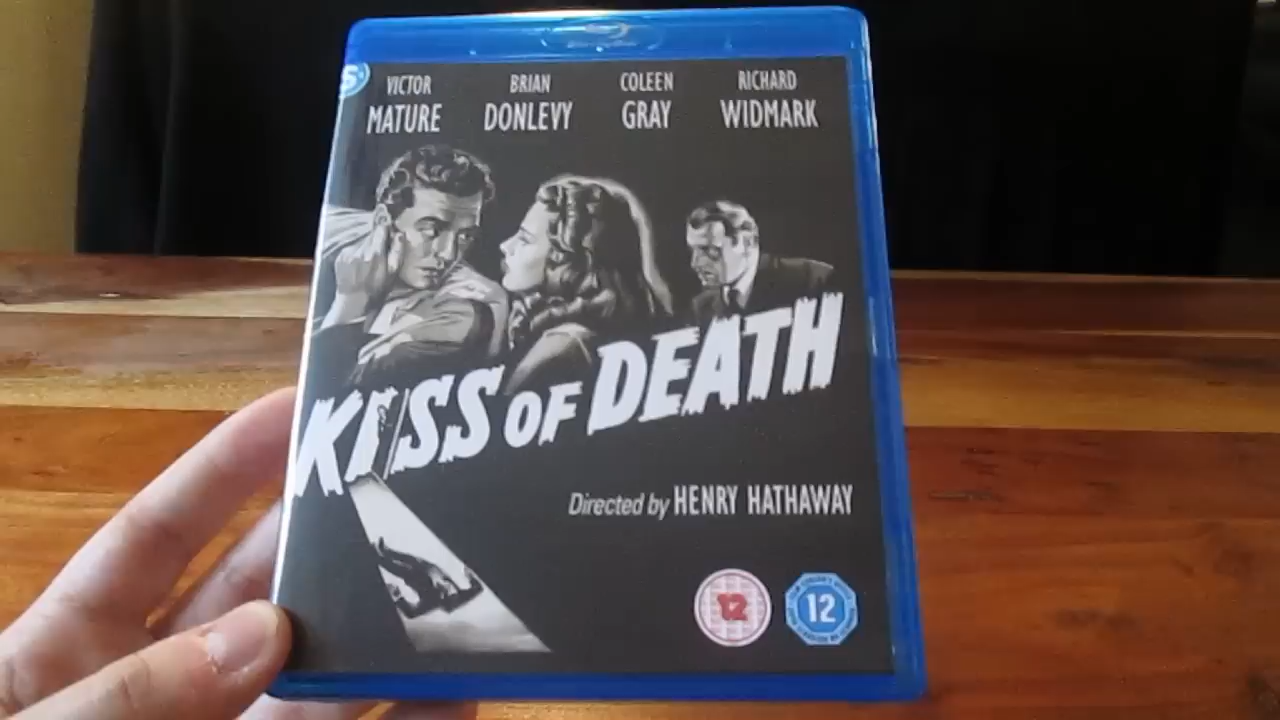 S
VICTOR MATURE
BRIAN DONLEVY
COLEEN GRAY
RICHARD WIDMARK
KISS OF DEATH
Directed by HENRY HATHAWAY
12
12